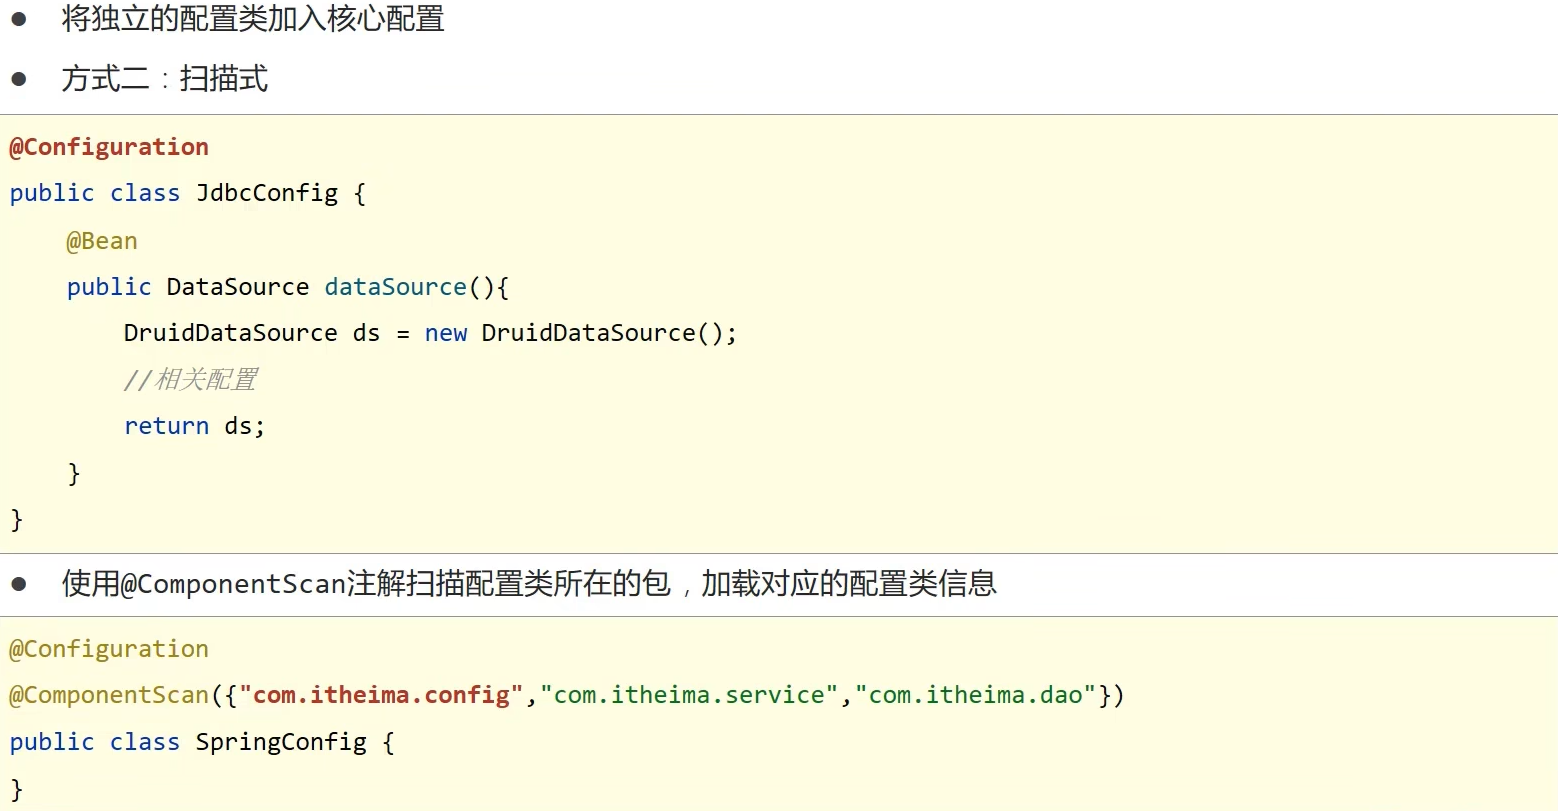 ● 将独立的配置类加入核心配置
● 方式二：扫描式
@Configuration
public class JdbcConfig {
    @Bean
    public DataSource dataSource(){
        DruidDataSource ds = new DruidDataSource();
        //相关配置
        return ds;
    }
}
● 使用@ComponentScan注解扫描配置类所在的包，加载对应的配置类信息
@Configuration
@ComponentScan({"com.itheima.config","com.itheima.service","com.itheima.dao"})
public class SpringConfig {
}